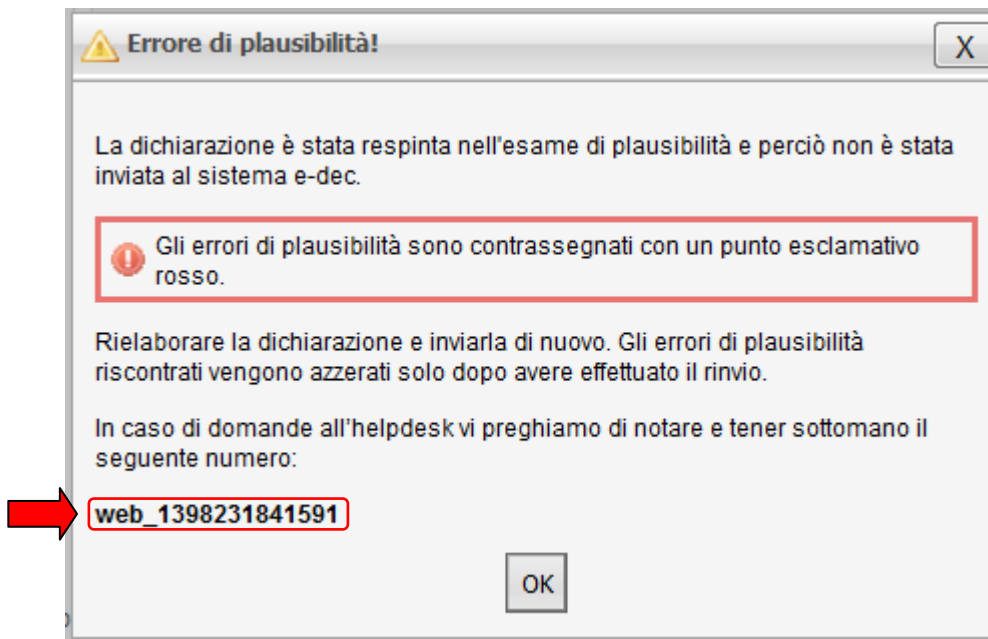 Errore di plausibilità!
X
La dichiarazione è stata respinta nell'esame di plausibilità e perciò non è stata
inviata al sistema e-dec.
Gli errori di plausibilità sono contrassegnati con un punto esclamativo
rosso.
Rielaborare la dichiarazione e inviarla di nuovo. Gli errori di plausibilità
riscontrati vengono azzerati solo dopo avere effettuato il rinvio.
In caso di domande all'helpdesk vi preghiamo di notare e tener sottomano il
seguente numero:
web_1398231841591
OK